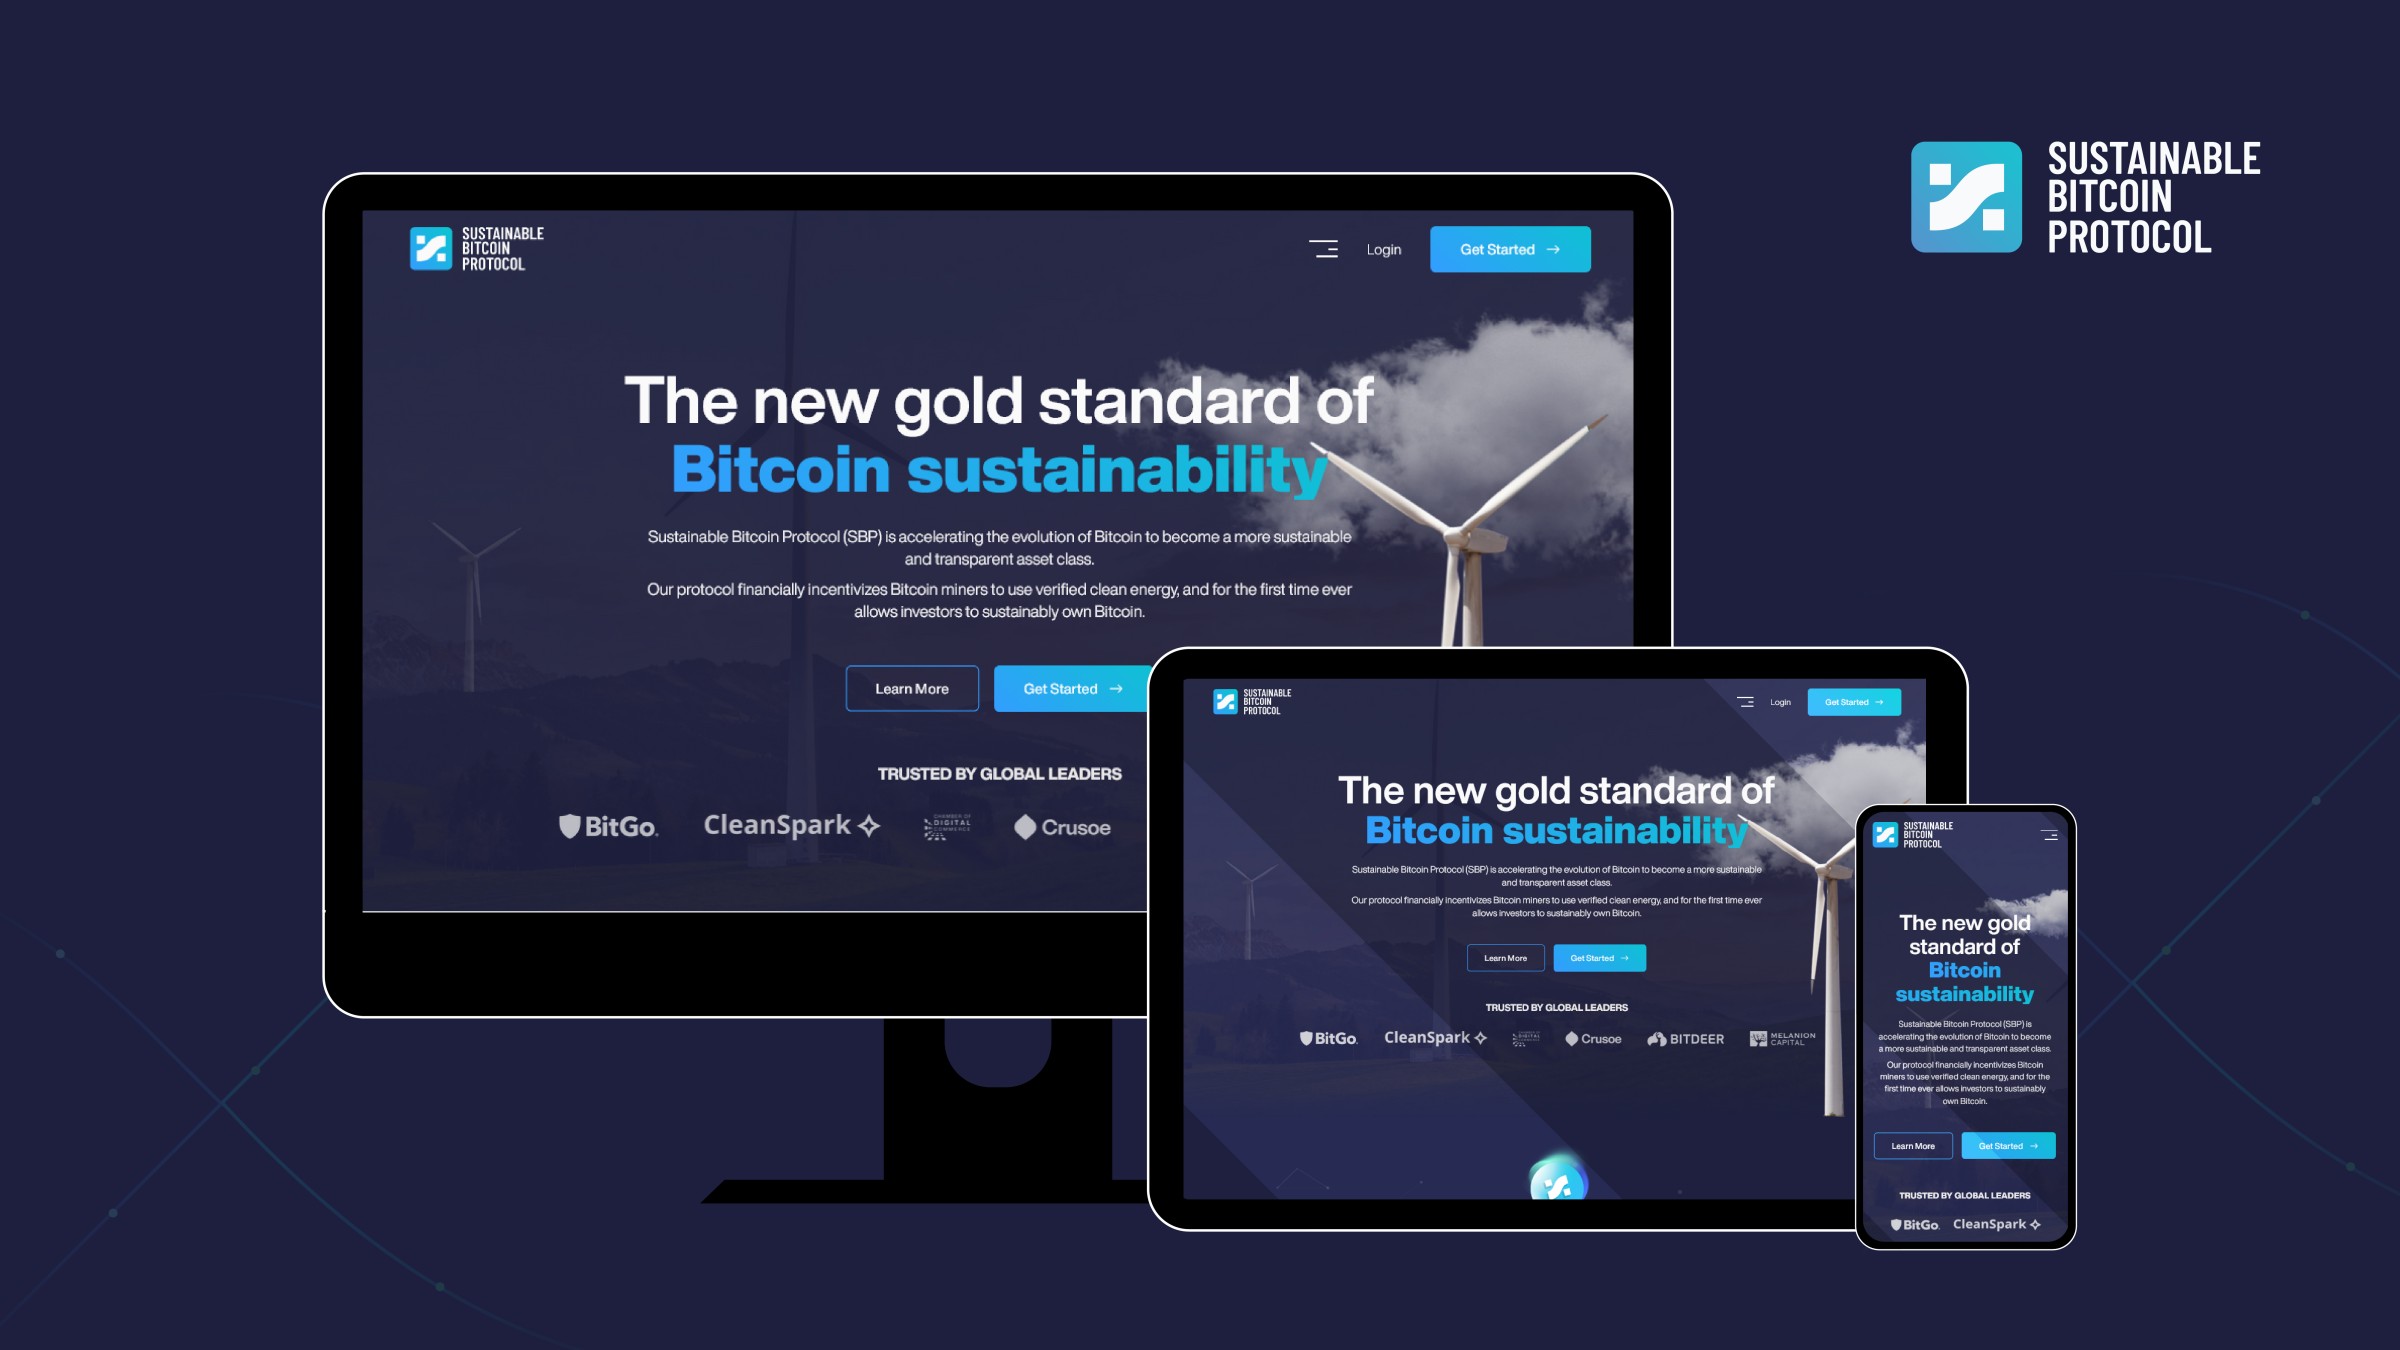 SUSTAINABLE
BITCOIN
PROTOCOL
SUSTAINABLE
BITCOIN
PROTOCOL
Login
Get Started →
The new gold standard of
Bitcoin sustainability
Sustainable Bitcoin Protocol (SBP) is accelerating the evolution of Bitcoin to become a more sustainable
and transparent asset class.
Our protocol financially incentivizes Bitcoin miners to use verified clean energy, and for the first time ever
allows investors to sustainably own Bitcoin.
Learn More
Get Started →
TRUSTED BY GLOBAL LEADERS
BitGo.
CleanSpark
CHAMBER OF
DIGITAL
COMMERCE
Crusoe
SUSTAINABLE
BITCOIN
PROTOCOL
Login
Get Started →
The new gold standard of
Bitcoin sustainability
Sustainable Bitcoin Protocol (SBP) is accelerating the evolution of Bitcoin to become a more sustainable
and transparent asset class.
Our protocol financially incentivizes Bitcoin miners to use verified clean energy, and for the first time ever
allows investors to sustainably own Bitcoin.
Learn More
Get Started →
TRUSTED BY GLOBAL LEADERS
BitGo.
CleanSpark
Crusoe
BITDEER
MELANION
CAPITAL
SUSTAINABLE
BITCOIN
PROTOCOL
The new gold
standard of
Bitcoin
sustainability
Sustainable Bitcoin Protocol (SBP) is
accelerating the evolution of Bitcoin to become
a more sustainable and transparent asset class.
Our protocol financially incentivizes Bitcoin
miners to use verified clean energy, and for the
first time ever allows investors to sustainably
own Bitcoin.
Learn More
Get Started →
TRUSTED BY GLOBAL LEADERS
BitGo.
CleanSpark